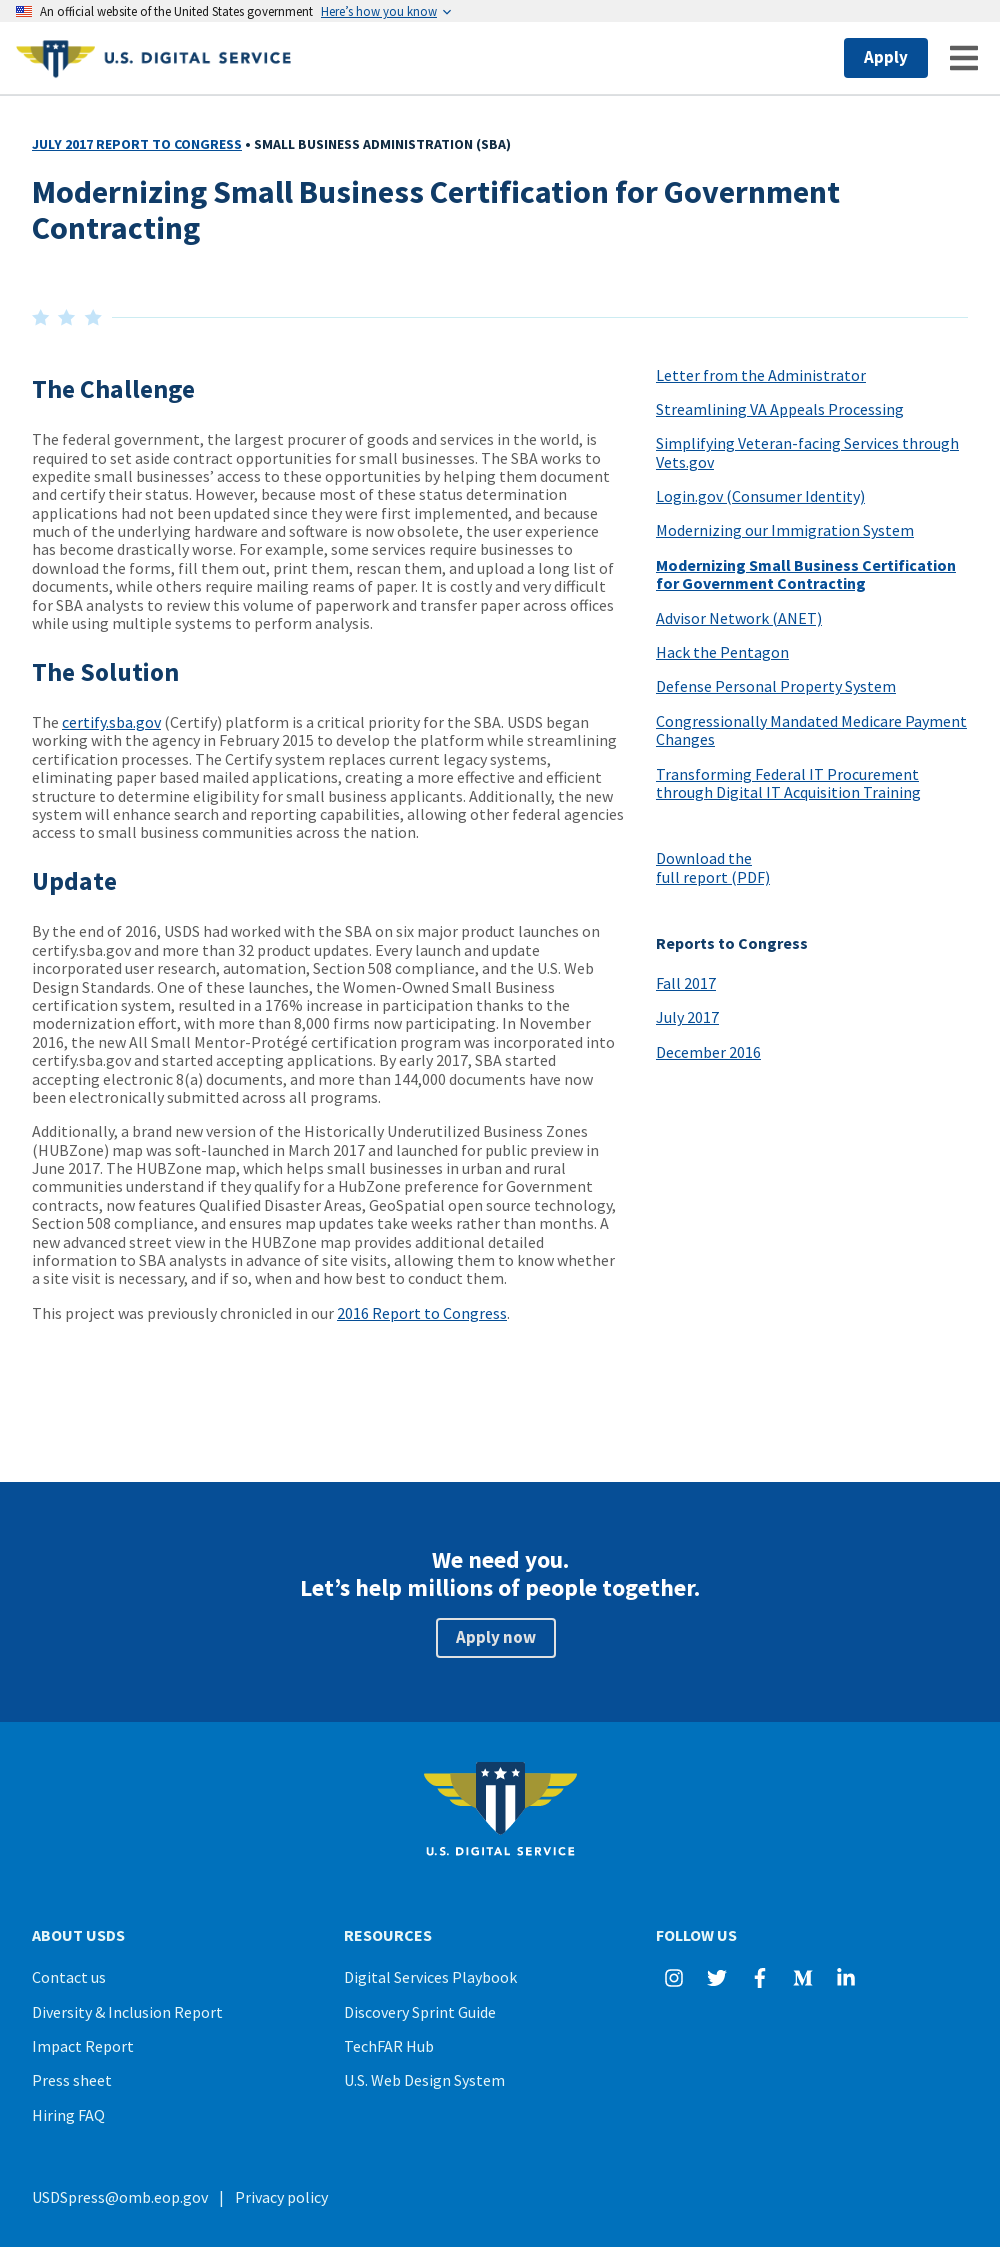 An official website of the United States government Here’s how you know
U.S. DIGITAL SERVICE
Apply
JULY 2017 REPORT TO CONGRESS • SMALL BUSINESS ADMINISTRATION (SBA)
Modernizing Small Business Certification for Government
Contracting
The Challenge
The federal government, the largest procurer of goods and services in the world, is
required to set aside contract opportunities for small businesses. The SBA works to
expedite small businesses’ access to these opportunities by helping them document
and certify their status. However, because most of these status determination
applications had not been updated since they were first implemented, and because
much of the underlying hardware and software is now obsolete, the user experience
has become drastically worse. For example, some services require businesses to
download the forms, fill them out, print them, rescan them, and upload a long list of
documents, while others require mailing reams of paper. It is costly and very difficult
for SBA analysts to review this volume of paperwork and transfer paper across offices
while using multiple systems to perform analysis.
The Solution
The certify.sba.gov (Certify) platform is a critical priority for the SBA. USDS began
working with the agency in February 2015 to develop the platform while streamlining
certification processes. The Certify system replaces current legacy systems,
eliminating paper based mailed applications, creating a more effective and efficient
structure to determine eligibility for small business applicants. Additionally, the new
system will enhance search and reporting capabilities, allowing other federal agencies
access to small business communities across the nation.
Update
By the end of 2016, USDS had worked with the SBA on six major product launches on
certify.sba.gov and more than 32 product updates. Every launch and update
incorporated user research, automation, Section 508 compliance, and the U.S. Web
Design Standards. One of these launches, the Women-Owned Small Business
certification system, resulted in a 176% increase in participation thanks to the
modernization effort, with more than 8,000 firms now participating. In November
2016, the new All Small Mentor-Protégé certification program was incorporated into
certify.sba.gov and started accepting applications. By early 2017, SBA started
accepting electronic 8(a) documents, and more than 144,000 documents have now
been electronically submitted across all programs.
Additionally, a brand new version of the Historically Underutilized Business Zones
(HUBZone) map was soft-launched in March 2017 and launched for public preview in
June 2017. The HUBZone map, which helps small businesses in urban and rural
communities understand if they qualify for a HubZone preference for Government
contracts, now features Qualified Disaster Areas, GeoSpatial open source technology,
Section 508 compliance, and ensures map updates take weeks rather than months. A
new advanced street view in the HUBZone map provides additional detailed
information to SBA analysts in advance of site visits, allowing them to know whether
a site visit is necessary, and if so, when and how best to conduct them.
This project was previously chronicled in our 2016 Report to Congress.
Letter from the Administrator
Streamlining VA Appeals Processing
Simplifying Veteran-facing Services through
Vets.gov
Login.gov (Consumer Identity)
Modernizing our Immigration System
Modernizing Small Business Certification
for Government Contracting
Advisor Network (ANET)
Hack the Pentagon
Defense Personal Property System
Congressionally Mandated Medicare Payment
Changes
Transforming Federal IT Procurement
through Digital IT Acquisition Training
Download the
full report (PDF)
Reports to Congress
Fall 2017
July 2017
December 2016
We need you.
Let’s help millions of people together.
Apply now
U.S. DIGITAL SERVICE
ABOUT USDS
Contact us
Diversity & Inclusion Report
Impact Report
Press sheet
Hiring FAQ
RESOURCES
Digital Services Playbook
Discovery Sprint Guide
TechFAR Hub
U.S. Web Design System
FOLLOW US
USDSpress@omb.eop.gov | Privacy policy